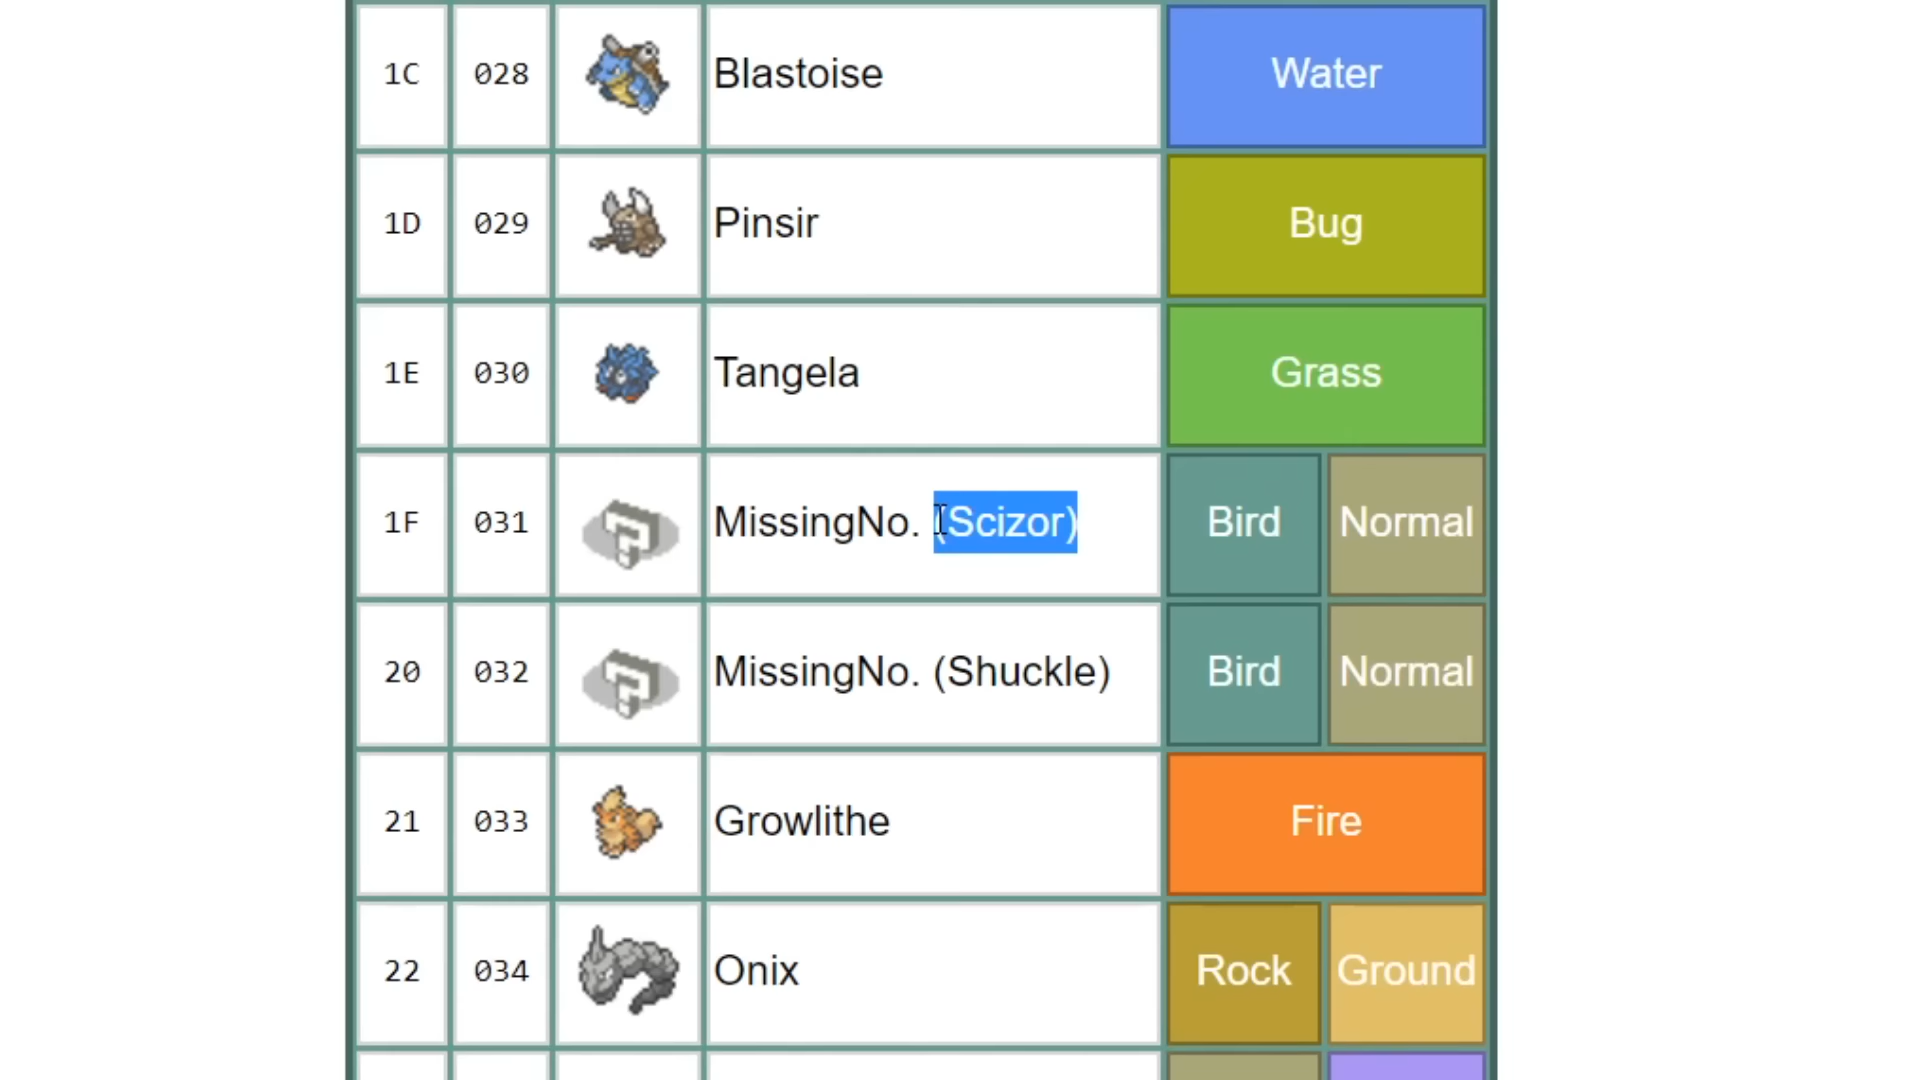 1C 028 Blastoise Water
1D 029 Pinsir Bug
1E 030 Tangela Grass
1F 031 MissingNo. (Scizor) Bird Normal
20 032 MissingNo. (Shuckle) Bird Normal
21 033 Growlithe Fire
22 034 Onix Rock Ground